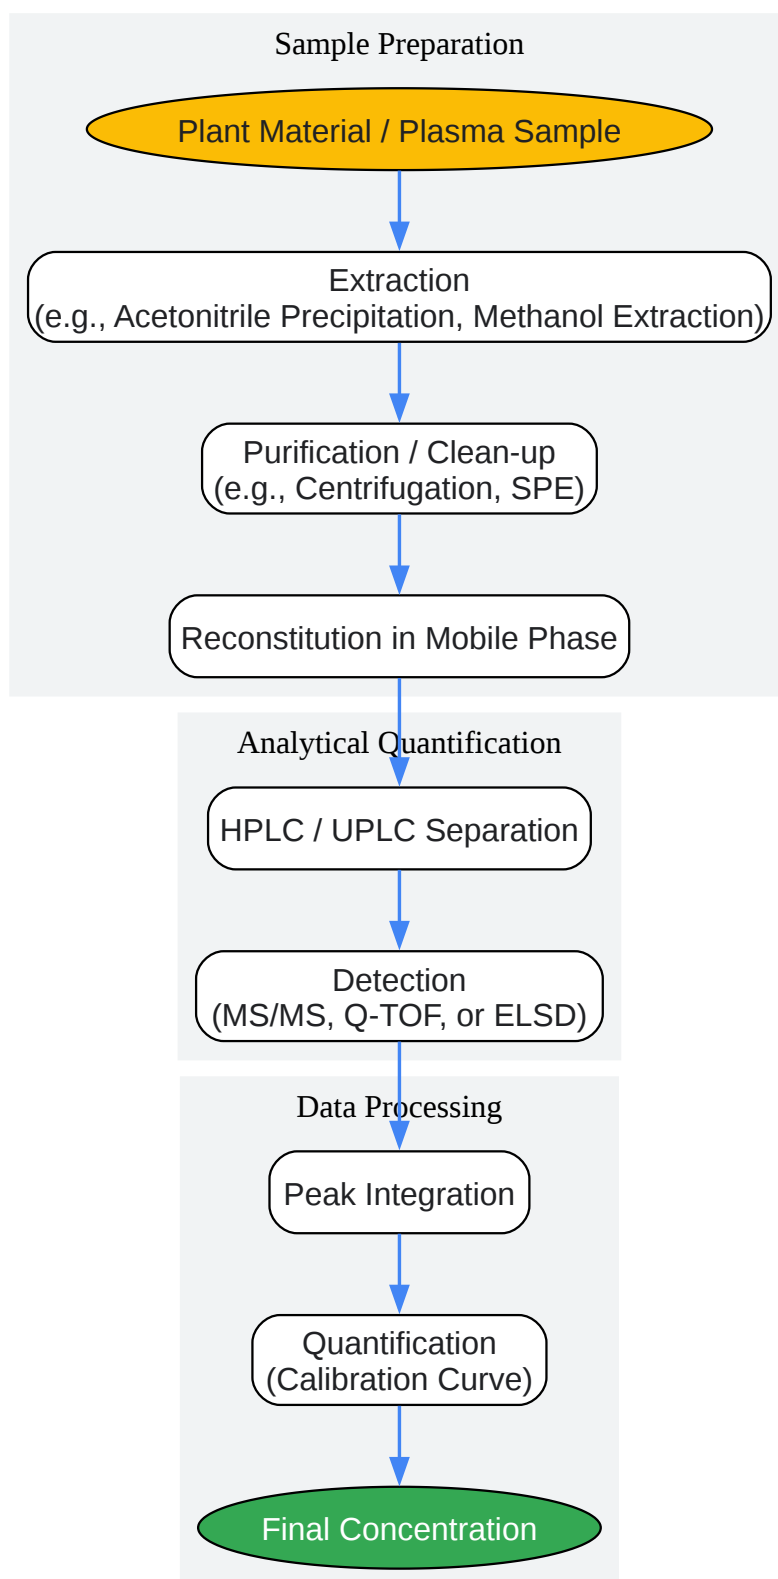 Sample Preparation
Plant Material / Plasma Sample
Extraction
(e.g., Acetonitrile Precipitation, Methanol Extraction)
Purification / Clean-up
(e.g., Centrifugation, SPE)
Reconstitution in Mobile Phase
Analytical Quantification
HPLC / UPLC Separation
Detection
(MS/MS, Q-TOF, or ELSD)
Data Processing
Peak Integration
Quantification
(Calibration Curve)
Final Concentration